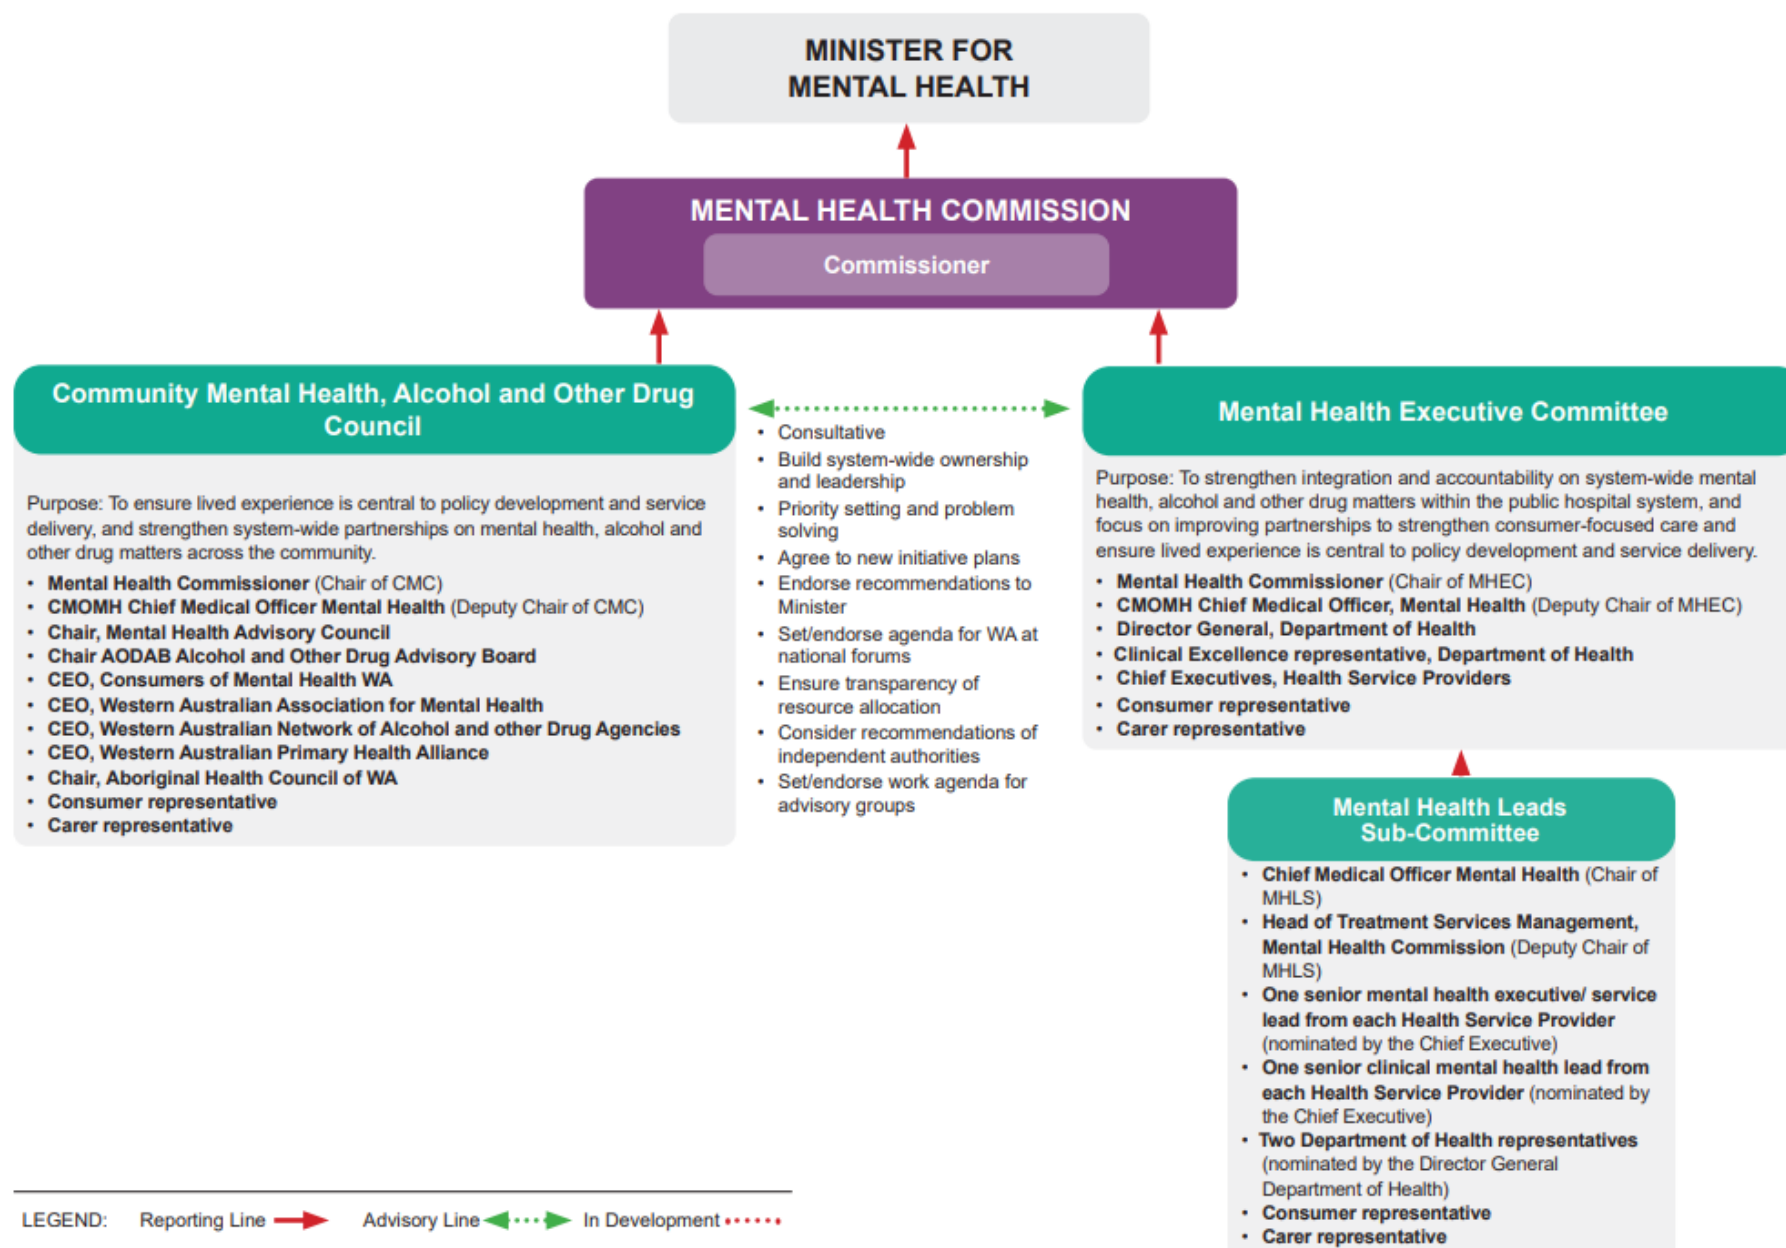 MINISTER FOR
MENTAL HEALTH
MENTAL HEALTH COMMISSION
Commissioner
Community Mental Health, Alcohol and Other Drug
Council
Purpose: To ensure lived experience is central to policy development and service
delivery, and strengthen system-wide partnerships on mental health, alcohol and
other drug matters across the community.
• Mental Health Commissioner (Chair of CMC)
• CMOMH Chief Medical Officer Mental Health (Deputy Chair of CMC)
• Chair, Mental Health Advisory Council
• Chair AODAB Alcohol and Other Drug Advisory Board
• CEO, Consumers of Mental Health WA
• CEO, Western Australian Association for Mental Health
• CEO, Western Australian Network of Alcohol and other Drug Agencies
• CEO, Western Australian Primary Health Alliance
• Chair, Aboriginal Health Council of WA
• Consumer representative
• Carer representative
• Consultative
• Build system-wide ownership
and leadership
• Priority setting and problem
solving
• Agree to new initiative plans
• Endorse recommendations to
Minister
• Set/endorse agenda for WA at
national forums
• Ensure transparency of
resource allocation
• Consider recommendations of
independent authorities
• Set/endorse work agenda for
advisory groups
Mental Health Executive Committee
Purpose: To strengthen integration and accountability on system-wide mental
health, alcohol and other drug matters within the public hospital system, and
focus on improving partnerships to strengthen consumer-focused care and
ensure lived experience is central to policy development and service delivery.
• Mental Health Commissioner (Chair of MHEC)
• CMOMH Chief Medical Officer, Mental Health (Deputy Chair of MHEC)
• Director General, Department of Health
• Clinical Excellence representative, Department of Health
• Chief Executives, Health Service Providers
• Consumer representative
• Carer representative
Mental Health Leads
Sub-Committee
• Chief Medical Officer Mental Health (Chair of
MHLS)
• Head of Treatment Services Management,
Mental Health Commission (Deputy Chair of
MHLS)
• One senior mental health executive/ service
lead from each Health Service Provider
(nominated by the Chief Executive)
• One senior clinical mental health lead from
each Health Service Provider (nominated by
the Chief Executive)
• Two Department of Health representatives
(nominated by the Director General
Department of Health)
• Consumer representative
• Carer representative
LEGEND: Reporting Line Advisory Line In Development